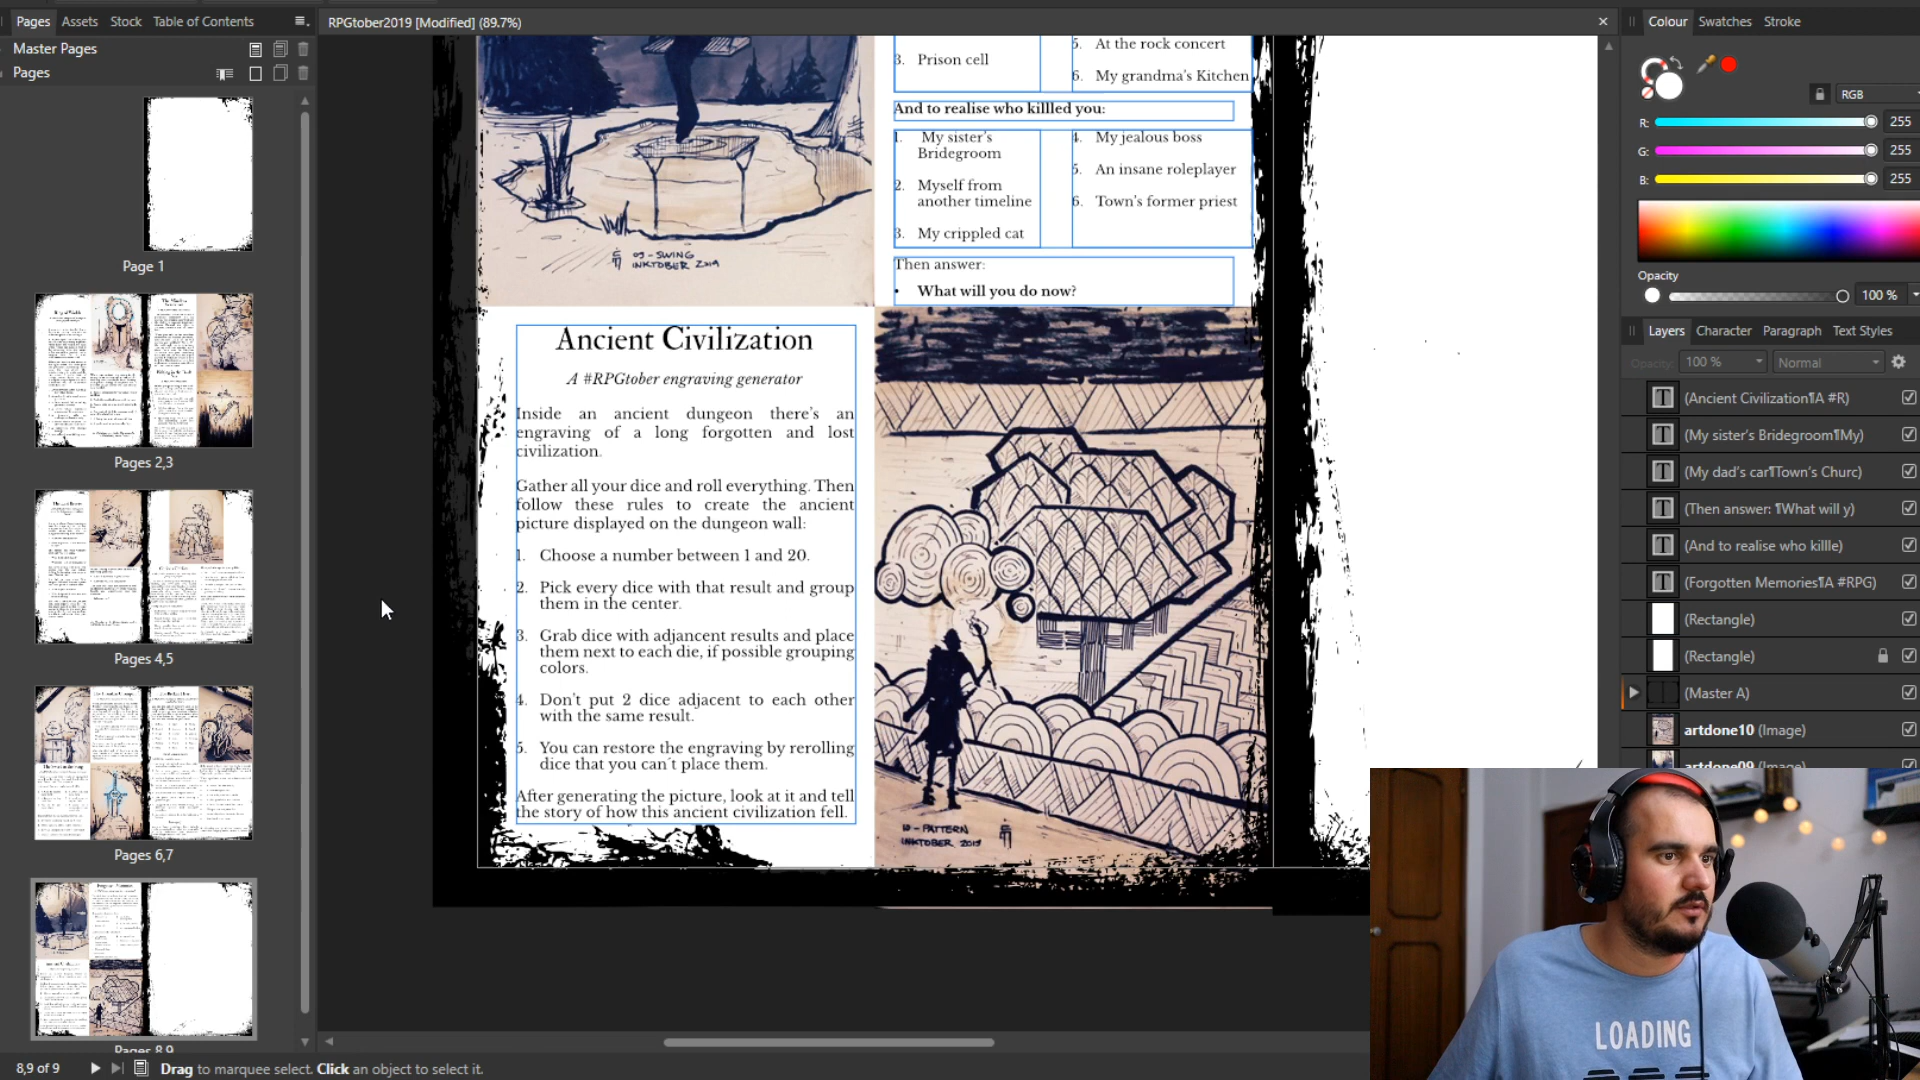 Pages Assets Stock Table of Contents
Master Pages
Pages
Page 1
Pages 2,3
Pages 4,5
Pages 6,7
Pages 8,9
8,9 of 9
Drag to marquee select. Click an object to select it.
RPGtober2019 [Modified] (89.7%)
09 - SWING
INKTOBER 2019
3. Prison cell
5. At the rock concert
6. My grandma's Kitchen
And to realise who killled you:
1. My sister's
Bridegroom
2. Myself from
another timeline
3. My crippled cat
4. My jealous boss
5. An insane roleplayer
6. Town's former priest
Then answer:
• What will you do now?
Ancient Civilization
A #RPGtober engraving generator
Inside an ancient dungeon there's an
engraving of a long forgotten and lost
civilization.
Gather all your dice and roll everything. Then
follow these rules to create the ancient
picture displayed on the dungeon wall:
1. Choose a number between 1 and 20.
2. Pick every dice with that result and group
them in the center.
3. Grab dice with adjancent results and place
them next to each die, if possible grouping
colors.
4. Don't put 2 dice adjacent to each other
with the same result.
5. You can restore the engraving by rerolling
dice that you can´t place them.
After generating the picture, look at it and tell
the story of how this ancient civilization fell.
10 - PATTERN
INKTOBER 2019
Colour Swatches Stroke
RGB
R: 255
G: 255
B: 255
Opacity
100 %
Layers Character Paragraph Text Styles
Opacity: 100 % Normal
(Ancient Civilization¶A #R)
(My sister's Bridegroom¶My)
(My dad's car¶Town's Churc)
(Then answer: ¶What will y)
(And to realise who killle)
(Forgotten Memories¶A #RPG)
(Rectangle)
(Rectangle)
(Master A)
artdone10 (Image)
artdone09 (Image)
LOADING